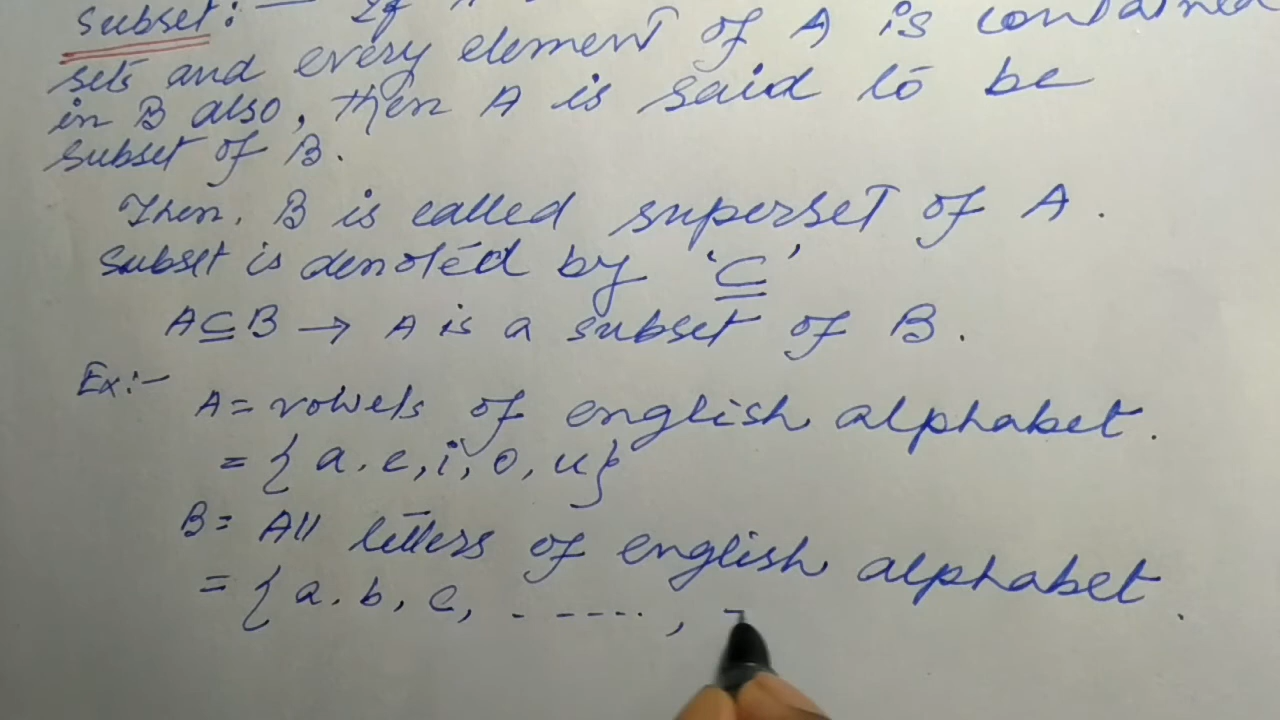 Subset :- If A
sets and every element of A is contained
in B also, then A is said to be
subset of B.
Then, B is called superset of A.
Subset is denoted by '⊆'
A⊆B → A is a subset of B.
Ex:-
A = vowels of english alphabet.
= { a, e, i, o, u}
B = All letters of english alphabet.
= { a, b, c, ------,